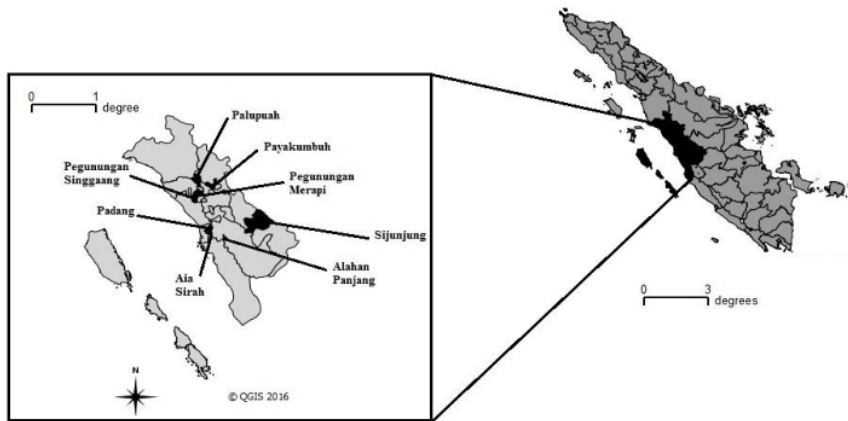 0 1
degree
Palupuah
Payakumbuh
Pegunungan
Singgaang
Pegunungan
Merapi
Padang
Sijunjung
Aia
Sirah
Alahan
Panjang
N
© QGIS 2016
0 3
degrees